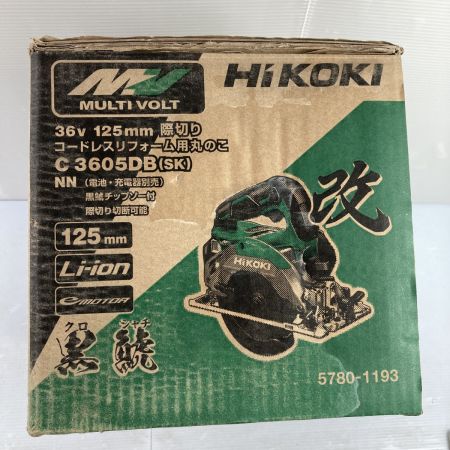 MV
MULTI VOLT
HiKOKI
36v 125mm 際切り
コードレスリフォーム用丸のこ
C 3605DB(SK)
NN (電池・充電器別売)
黒鯱チップソー付
際切り切断可能
改
125mm
Li-ion
e MOTOR
HiKOKI
クロ シャチ
黒鯱
5780-1193